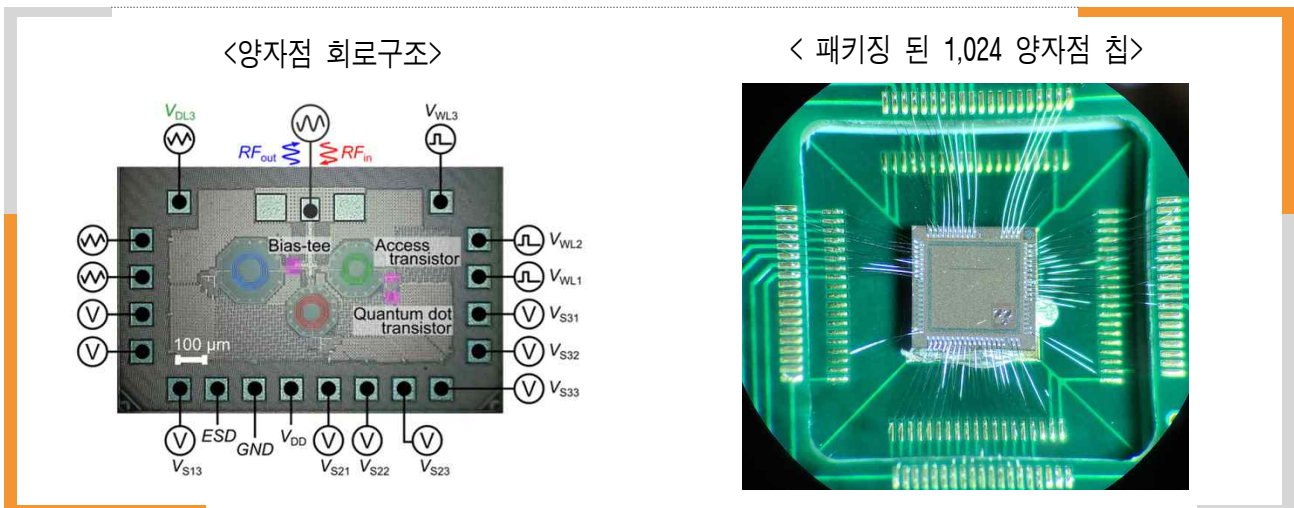 <양자점 회로구조>
< 패키징 된 1,024 양자점 칩>
VDL3
VWL3
RFout
RFin
Bias-tee
Access
transistor
VWL2
VWL1
Quantum dot
transistor
VS31
100 μm
V
V
V
VS32
V
V
VS33
V
VS13
ESD
GND
VDD
V
VS21
V
VS22
V
VS23